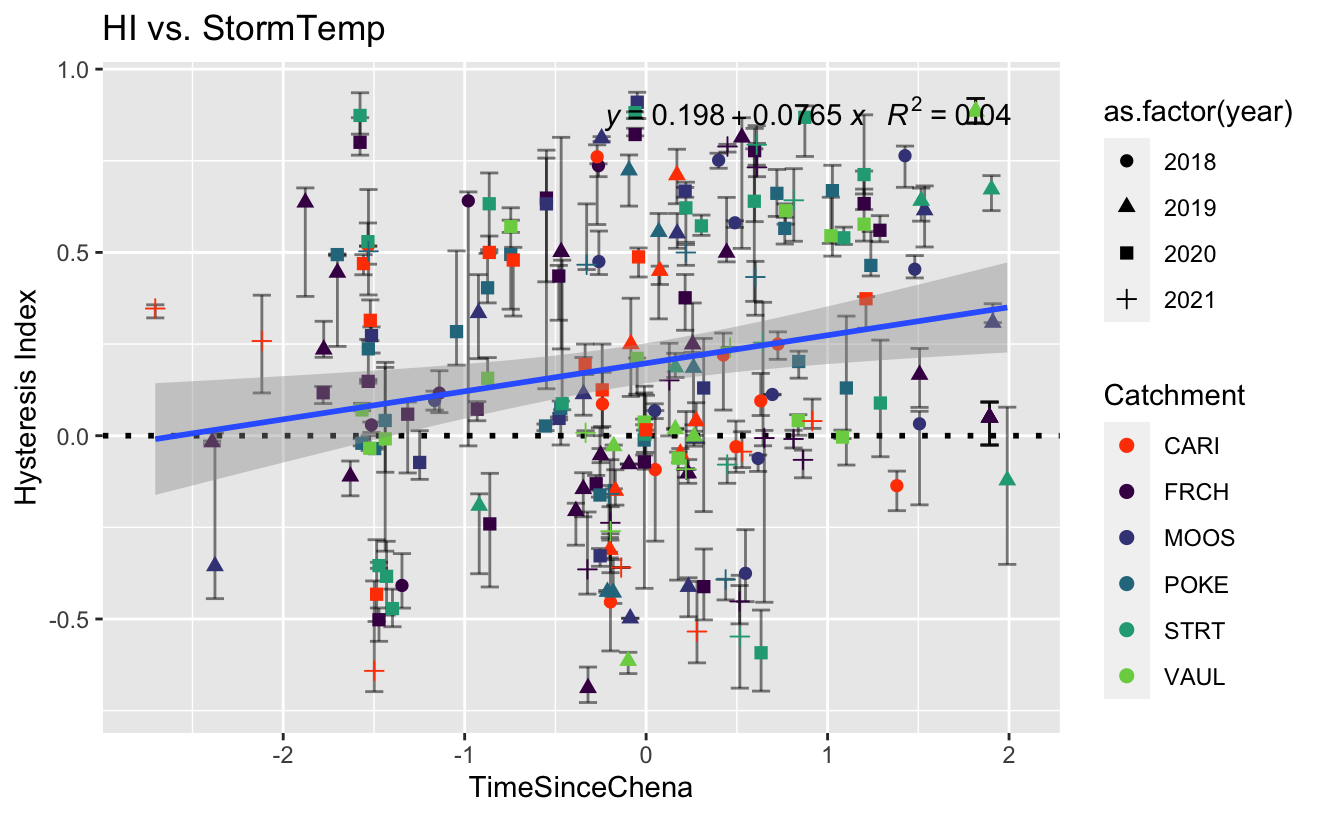 HI vs. StormTemp
y = 0.198 + 0.0765 x R² = 0.04
1.0
0.5
0.0
-0.5
Hysteresis Index
-2 -1 0 1 2
TimeSinceChena
as.factor(year)
2018
2019
2020
2021
Catchment
CARI
FRCH
MOOS
POKE
STRT
VAUL